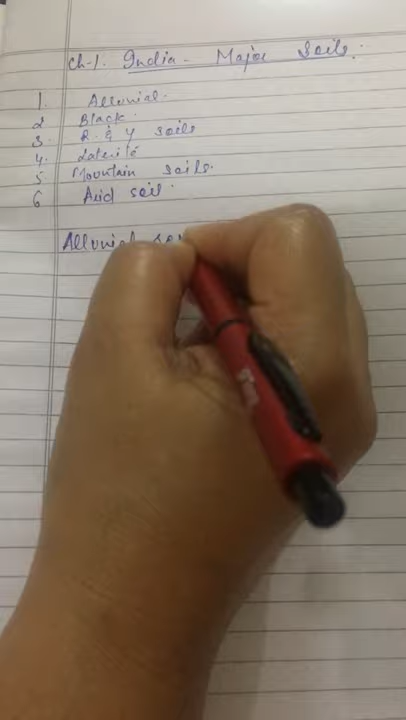 Ch-1. India - Major Soils.
1. Alluvial.
2 Black.
3. R. & Y soils
4. Laterite
5 Mountain soils.
6 Arid soil.
Alluvial